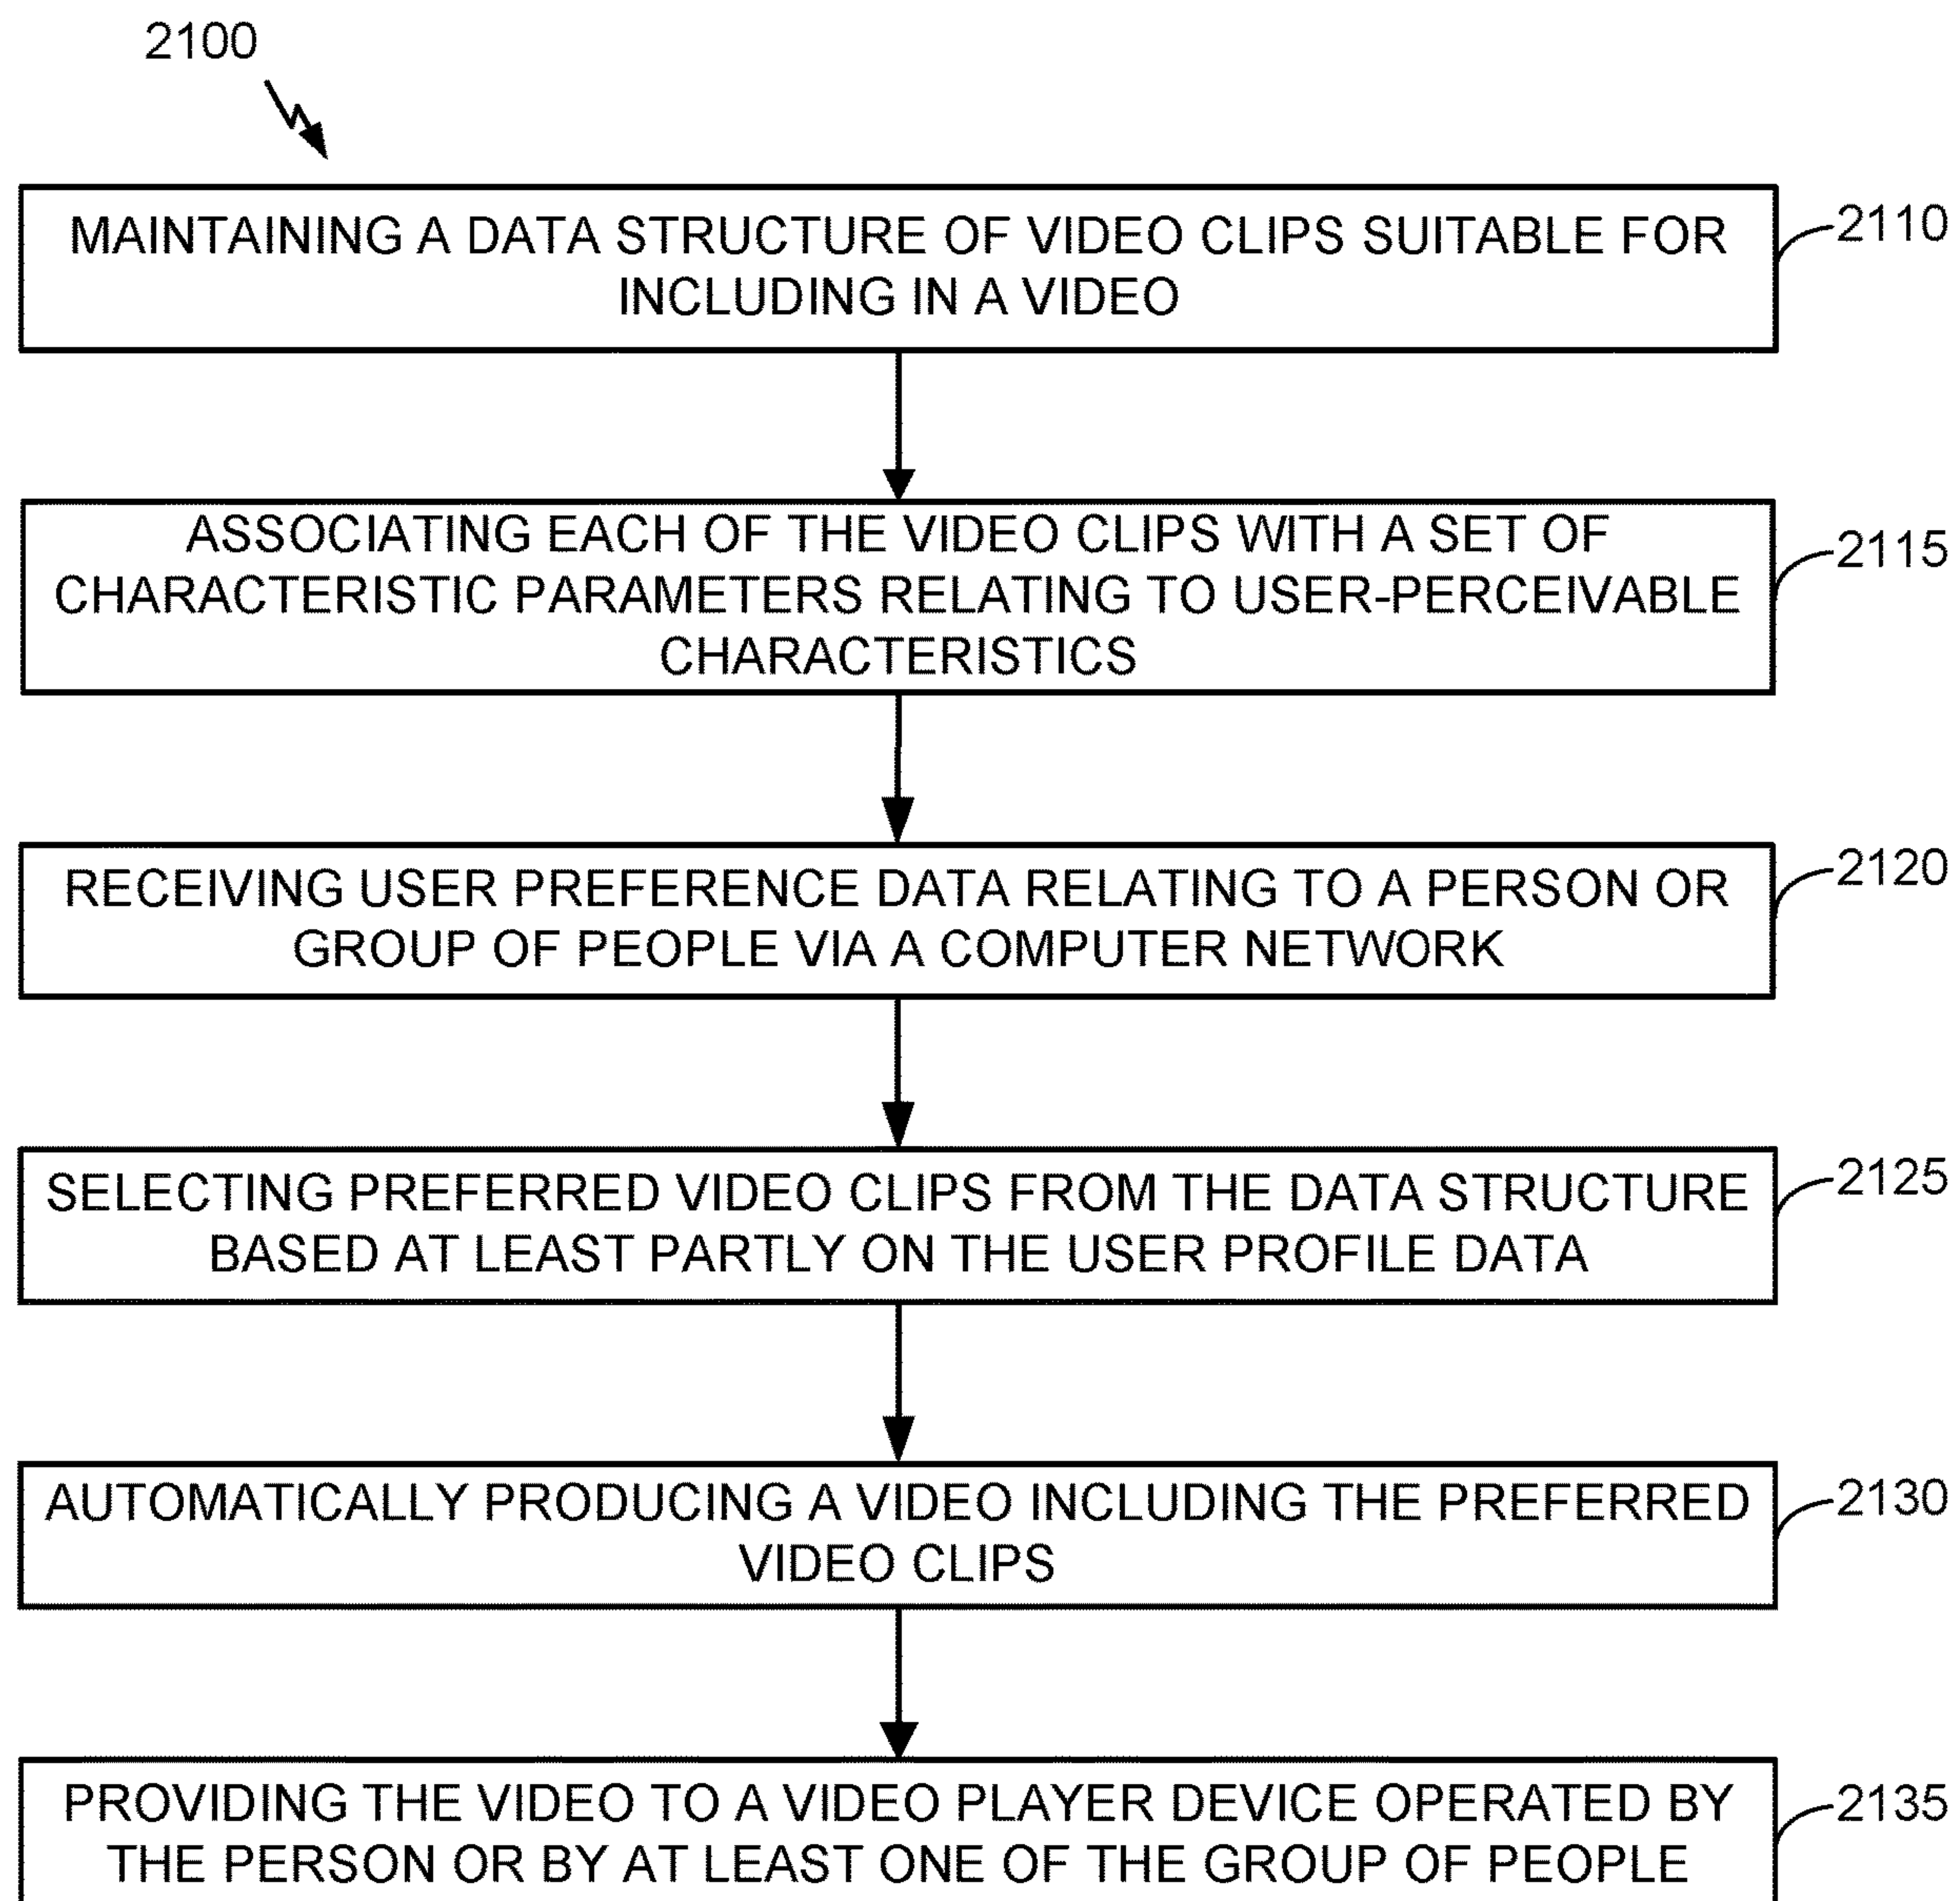 2100
MAINTAINING A DATA STRUCTURE OF VIDEO CLIPS SUITABLE FOR
INCLUDING IN A VIDEO
2110
ASSOCIATING EACH OF THE VIDEO CLIPS WITH A SET OF
CHARACTERISTIC PARAMETERS RELATING TO USER-PERCEIVABLE
CHARACTERISTICS
2115
RECEIVING USER PREFERENCE DATA RELATING TO A PERSON OR
GROUP OF PEOPLE VIA A COMPUTER NETWORK
2120
SELECTING PREFERRED VIDEO CLIPS FROM THE DATA STRUCTURE
BASED AT LEAST PARTLY ON THE USER PROFILE DATA
2125
AUTOMATICALLY PRODUCING A VIDEO INCLUDING THE PREFERRED
VIDEO CLIPS
2130
PROVIDING THE VIDEO TO A VIDEO PLAYER DEVICE OPERATED BY
THE PERSON OR BY AT LEAST ONE OF THE GROUP OF PEOPLE
2135